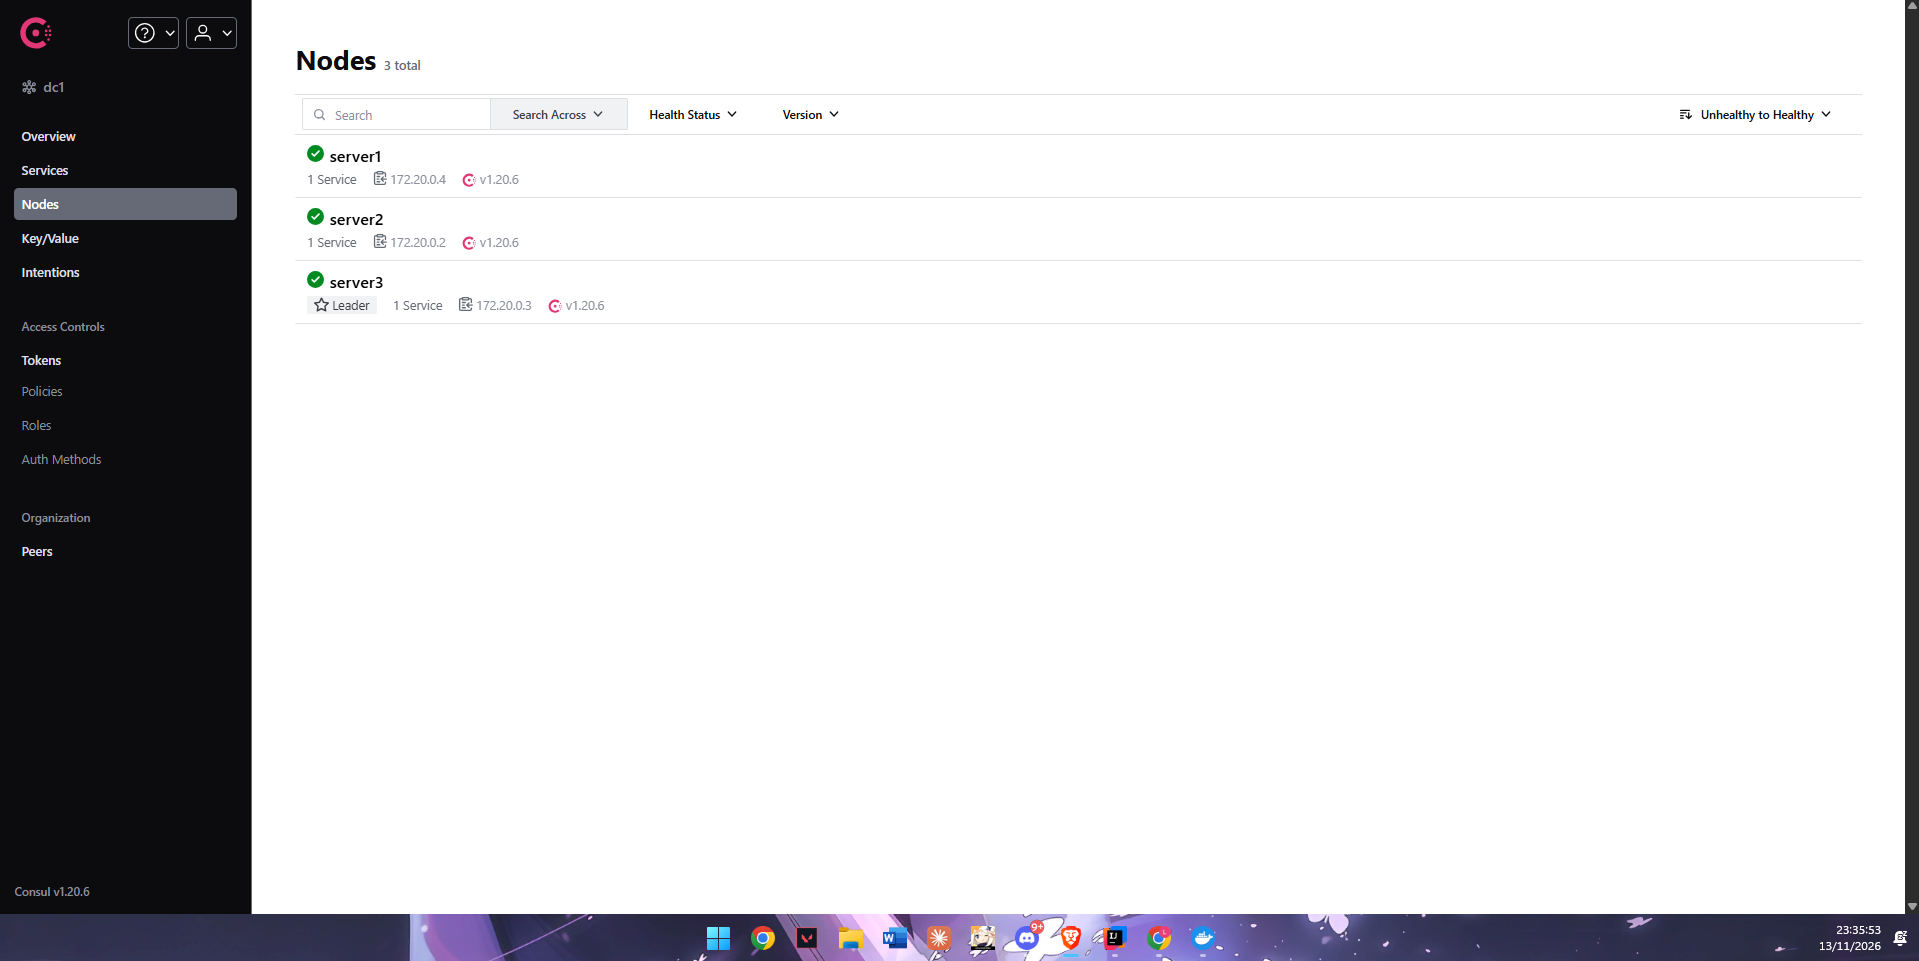 dc1
Overview
Services
Nodes
Key/Value
Intentions
Access Controls
Tokens
Policies
Roles
Auth Methods
Organization
Peers
Consul v1.20.6
Nodes 3 total
Search Search Across Health Status Version Unhealthy to Healthy
server1
1 Service 172.20.0.4 v1.20.6
server2
1 Service 172.20.0.2 v1.20.6
server3
Leader 1 Service 172.20.0.3 v1.20.6
9+
23:35:53
13/11/2026